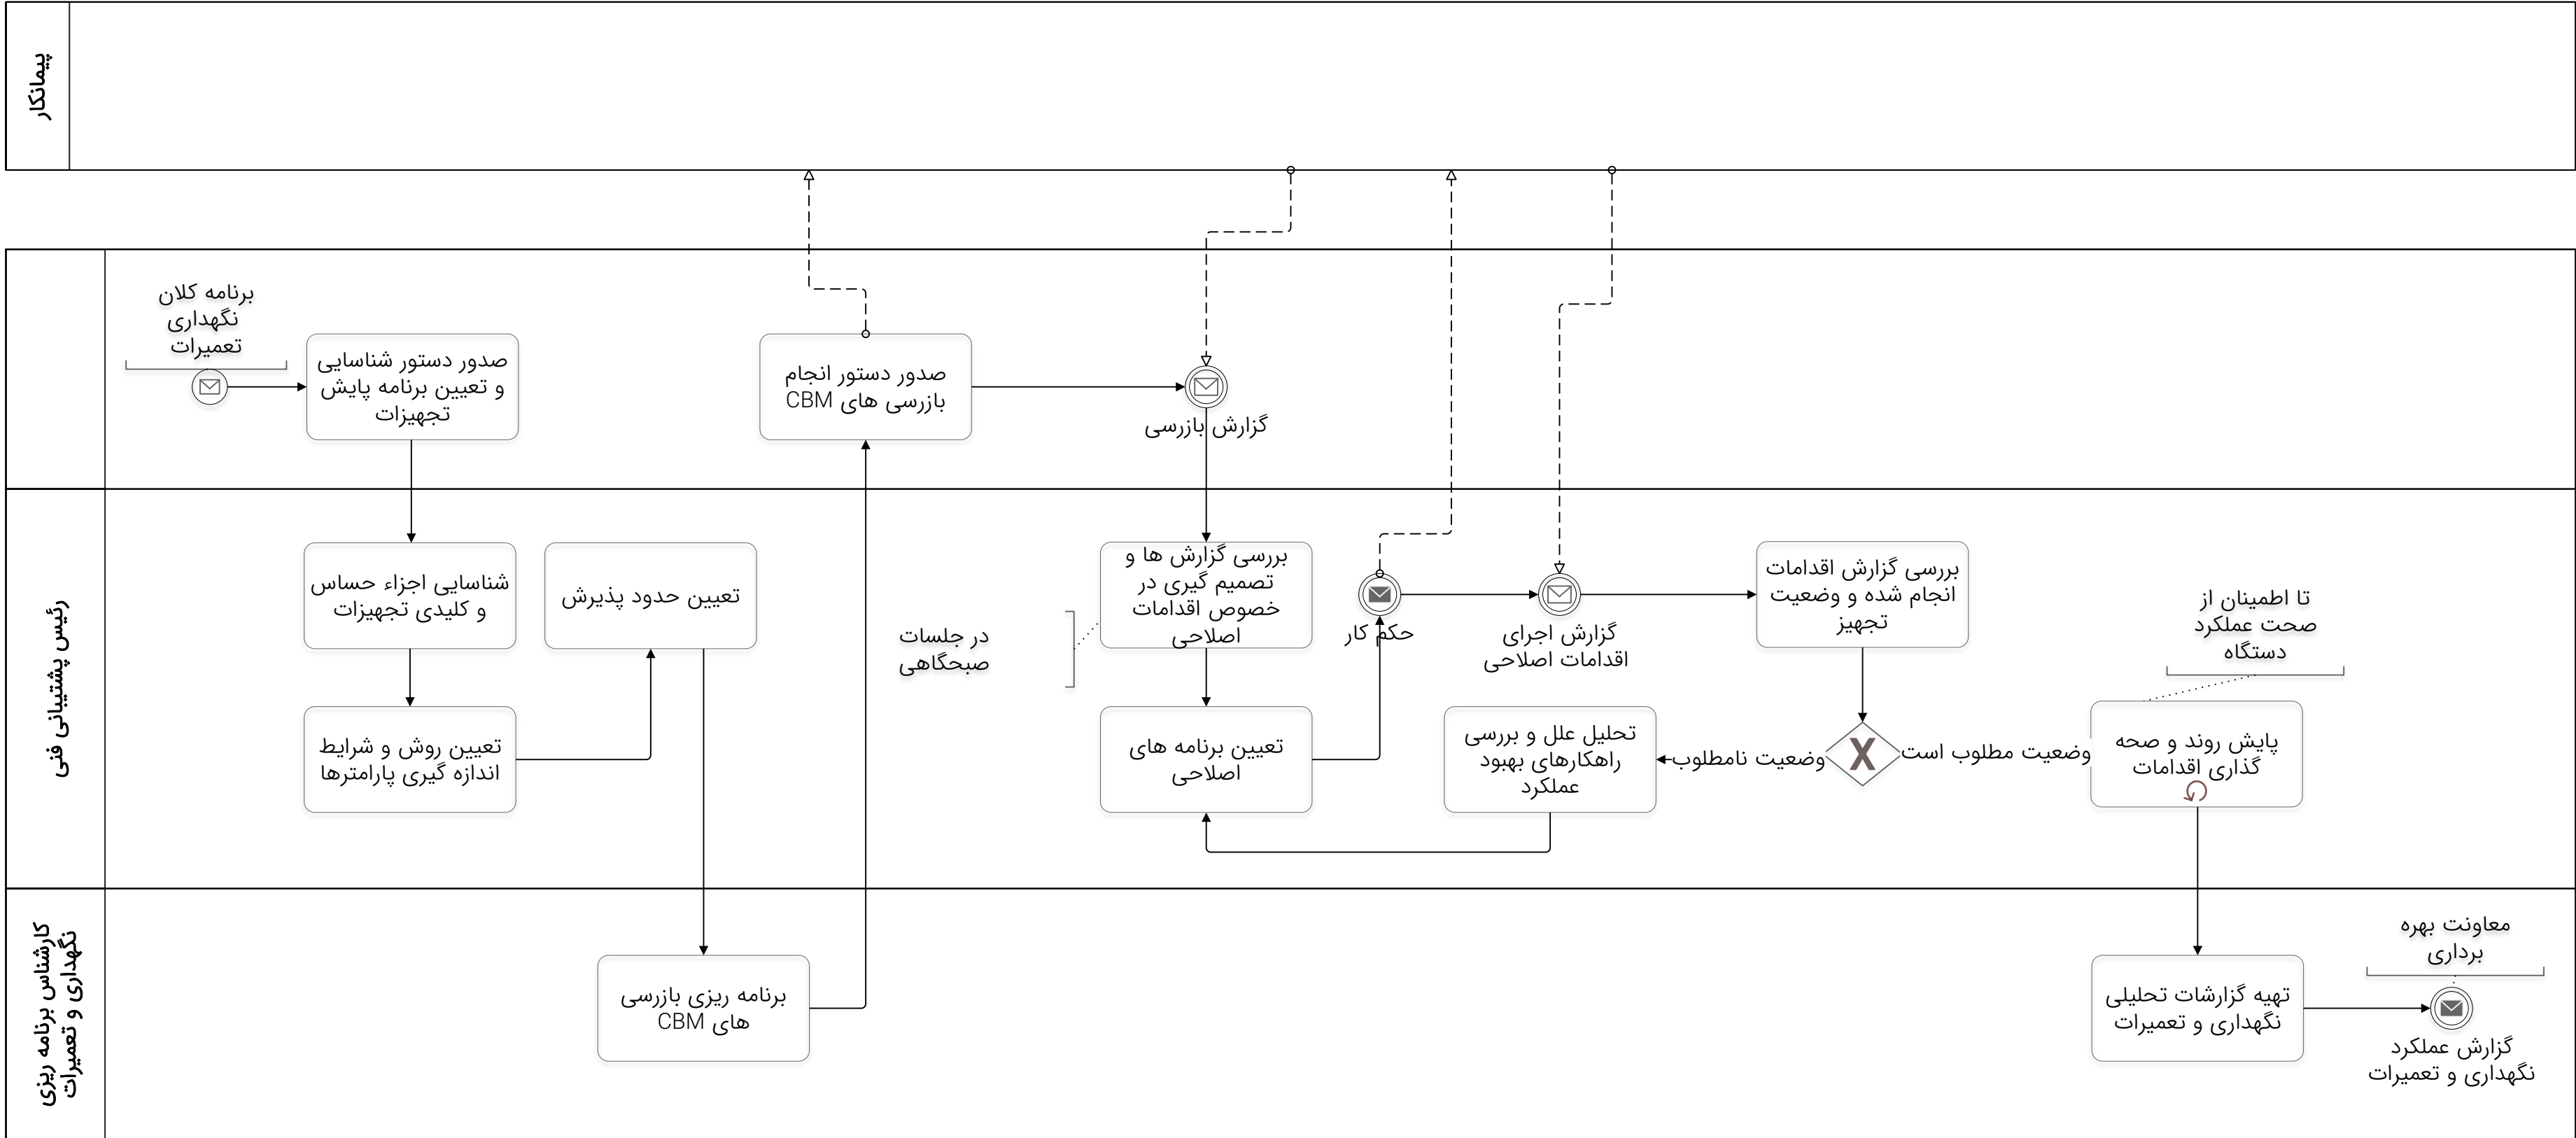 پیمانکار
برنامه کلان
نگهداری
تعمیرات
صدور دستور شناسایی
و تعیین برنامه پایش
تجهیزات
صدور دستور انجام
بازرسی های CBM
گزارش بازرسی
رئیس پشتیبانی فنی
شناسایی اجزاء حساس
و کلیدی تجهیزات
تعیین حدود پذیرش
تعیین روش و شرایط
اندازه گیری پارامترها
در جلسات
صبحگاهی
بررسی گزارش ها و
تصمیم گیری در
خصوص اقدامات
اصلاحی
تعیین برنامه های
اصلاحی
حکم کار
گزارش اجرای
اقدامات اصلاحی
بررسی گزارش اقدامات
انجام شده و وضعیت
تجهیز
تحلیل علل و بررسی
راهکارهای بهبود
عملکرد
وضعیت نامطلوب
X
وضعیت مطلوب است
تا اطمینان از
صحت عملکرد
دستگاه
پایش روند و صحه
گذاری اقدامات
کارشناس برنامه ریزی
نگهداری و تعمیرات
برنامه ریزی بازرسی
های CBM
تهیه گزارشات تحلیلی
نگهداری و تعمیرات
معاونت بهره
برداری
گزارش عملکرد
نگهداری و تعمیرات